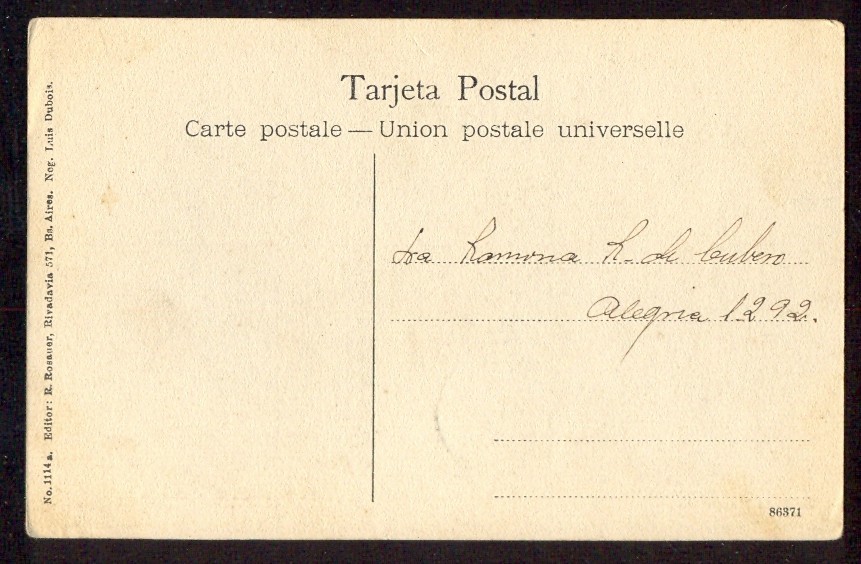 Tarjeta Postal
Carte postale — Union postale universelle
Sra Ramona R. de Cubero
Alegria 1292.
No. 1114 a. Editor: R. Rosauer, Rivadavia 571, Bs. Aires. Neg. Luis Dubois.
86371